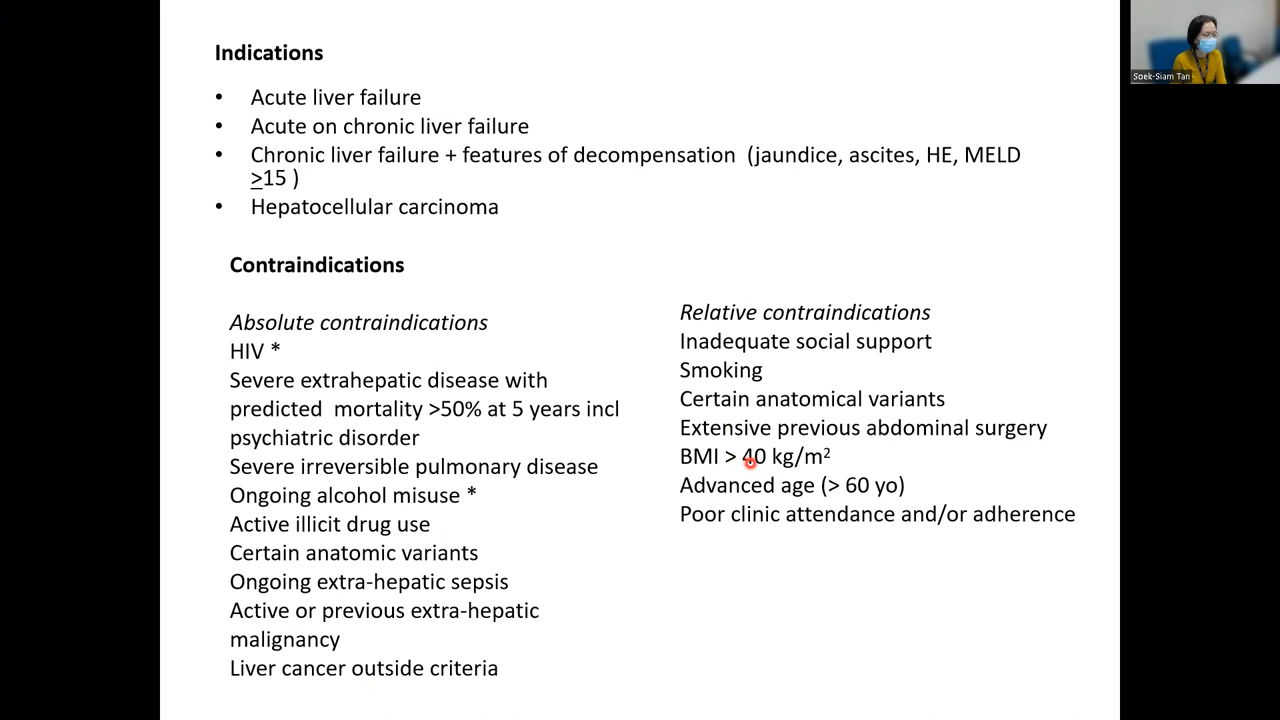 Indications
• Acute liver failure
• Acute on chronic liver failure
• Chronic liver failure + features of decompensation (jaundice, ascites, HE, MELD
≥15 )
• Hepatocellular carcinoma
Contraindications
Absolute contraindications
HIV *
Severe extrahepatic disease with
predicted mortality >50% at 5 years incl
psychiatric disorder
Severe irreversible pulmonary disease
Ongoing alcohol misuse *
Active illicit drug use
Certain anatomic variants
Ongoing extra-hepatic sepsis
Active or previous extra-hepatic
malignancy
Liver cancer outside criteria
Relative contraindications
Inadequate social support
Smoking
Certain anatomical variants
Extensive previous abdominal surgery
BMI > 40 kg/m²
Advanced age (> 60 yo)
Poor clinic attendance and/or adherence
Soek-Siam Tan